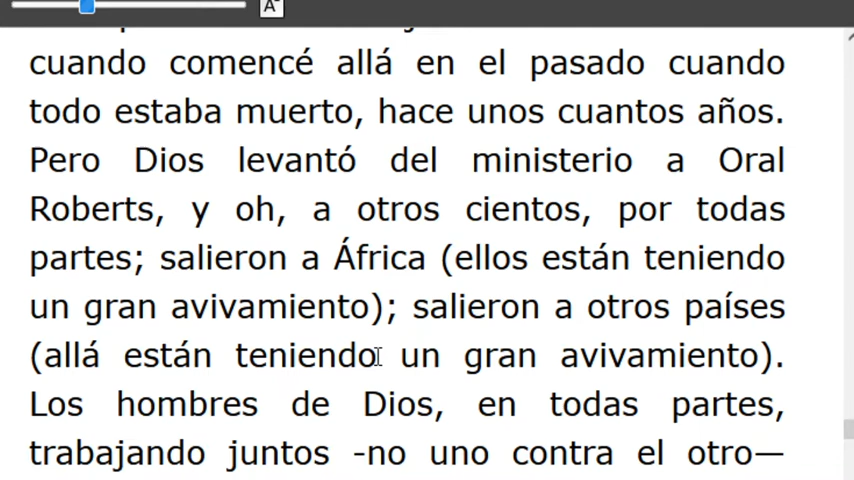 A
cuando comencé allá en el pasado cuando
todo estaba muerto, hace unos cuantos años.
Pero Dios levantó del ministerio a Oral
Roberts, y oh, a otros cientos, por todas
partes; salieron a África (ellos están teniendo
un gran avivamiento); salieron a otros países
(allá están teniendo un gran avivamiento).
Los hombres de Dios, en todas partes,
trabajando juntos -no uno contra el otro—